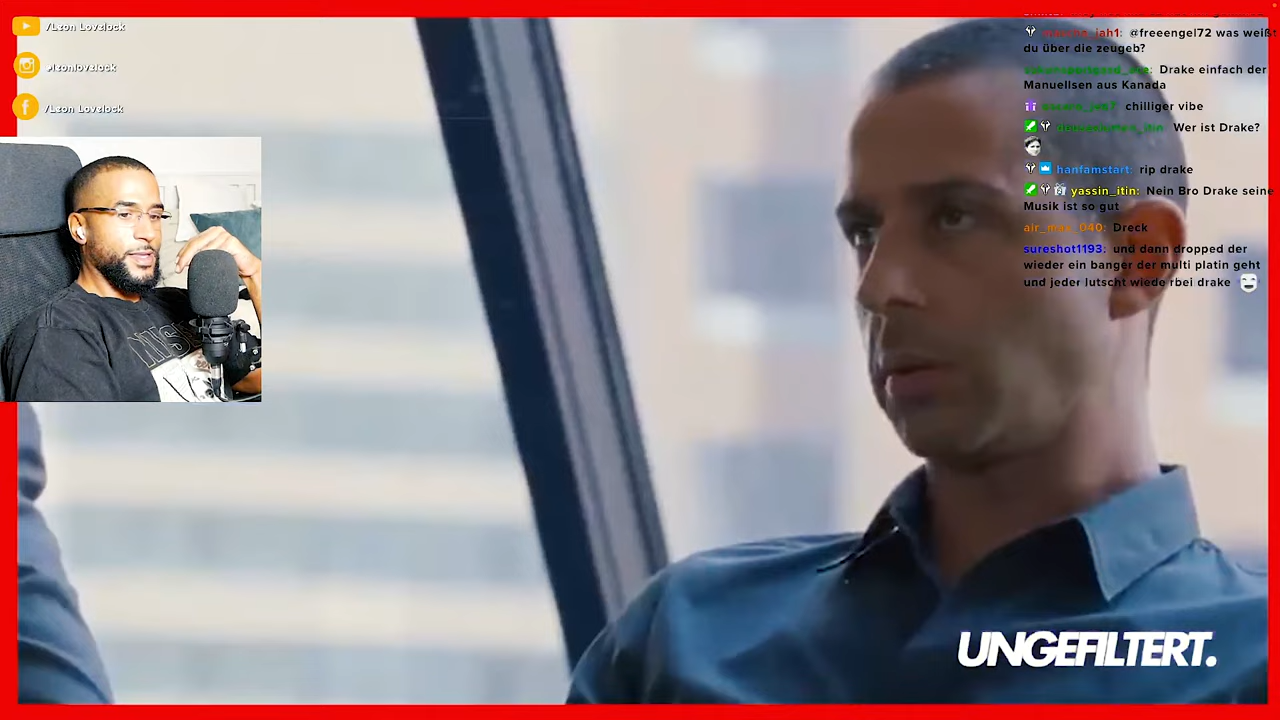 /Leon Lovelock
/Leon Lovelock
@freeengel72 was weißt
du über die zeugeb?
Drake einfach der
Manuellsen aus Kanada
chilliger vibe
Wer ist Drake?
hanfamstart: rip drake
yassin_itin: Nein Bro Drake seine
Musik ist so gut
Dreck
sureshot1193: und dann dropped der
wieder ein banger der multi platin geht
und jeder lutscht wiede rbei drake
UNGEFILTERT.